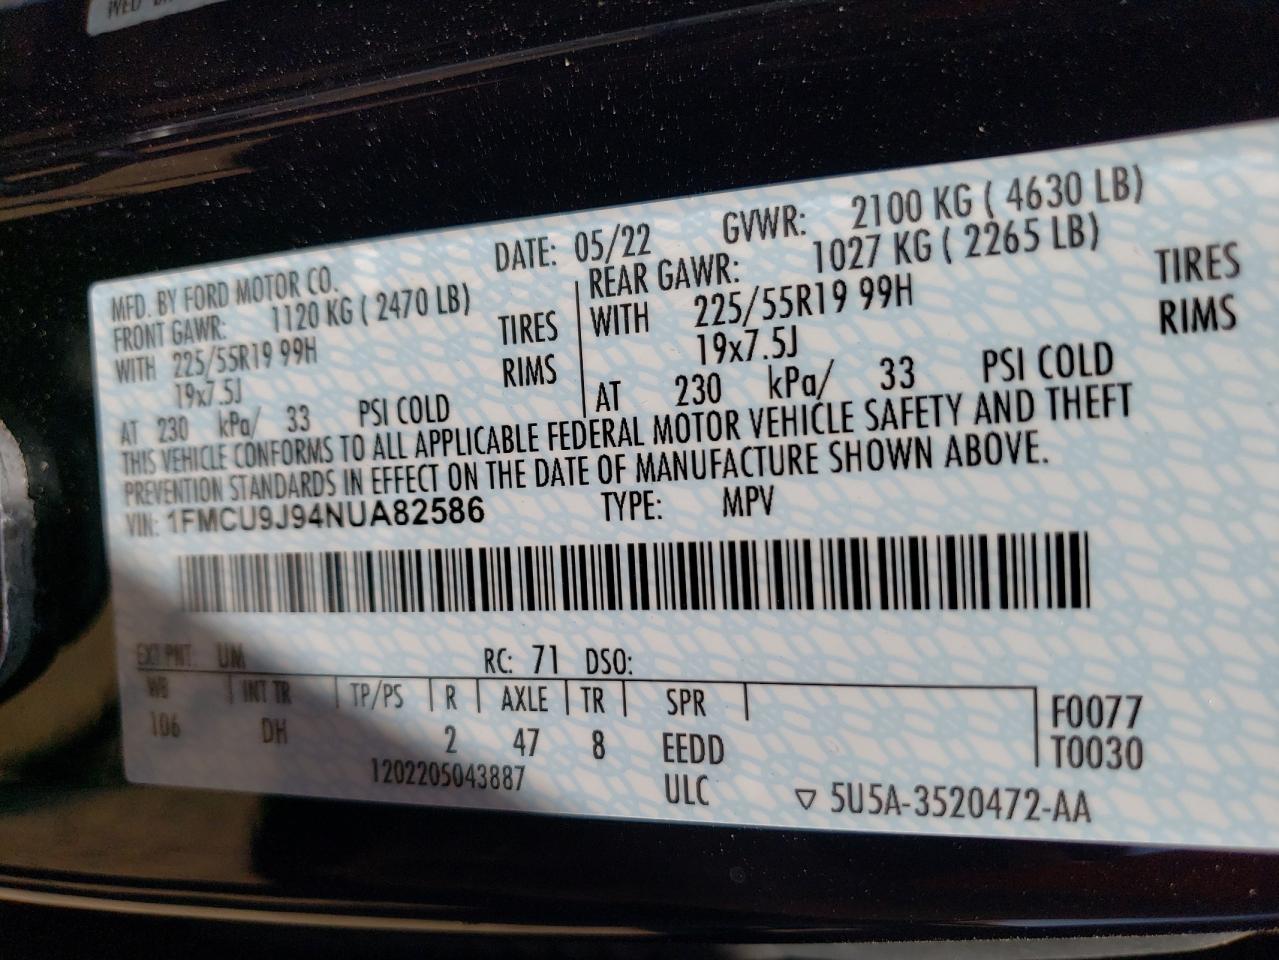 MFD. BY FORD MOTOR CO.
DATE: 05/22 GVWR: 2100 KG ( 4630 LB)
FRONT GAWR: 1120 KG ( 2470 LB)
WITH 225/55R19 99H TIRES
19x7.5J RIMS
AT 230 kPa/ 33 PSI COLD
REAR GAWR: 1027 KG ( 2265 LB)
WITH 225/55R19 99H TIRES
19x7.5J RIMS
AT 230 kPa/ 33 PSI COLD
THIS VEHICLE CONFORMS TO ALL APPLICABLE FEDERAL MOTOR VEHICLE SAFETY AND THEFT
PREVENTION STANDARDS IN EFFECT ON THE DATE OF MANUFACTURE SHOWN ABOVE.
VIN: 1FMCU9J94NUA82586 TYPE: MPV
EXT PNT: UM RC: 71 DSO:
WB INT TR TP/PS R AXLE TR SPR F0077
106 DH 2 47 8 EEDD T0030
1202205043887 ULC ▽ 5U5A-3520472-AA